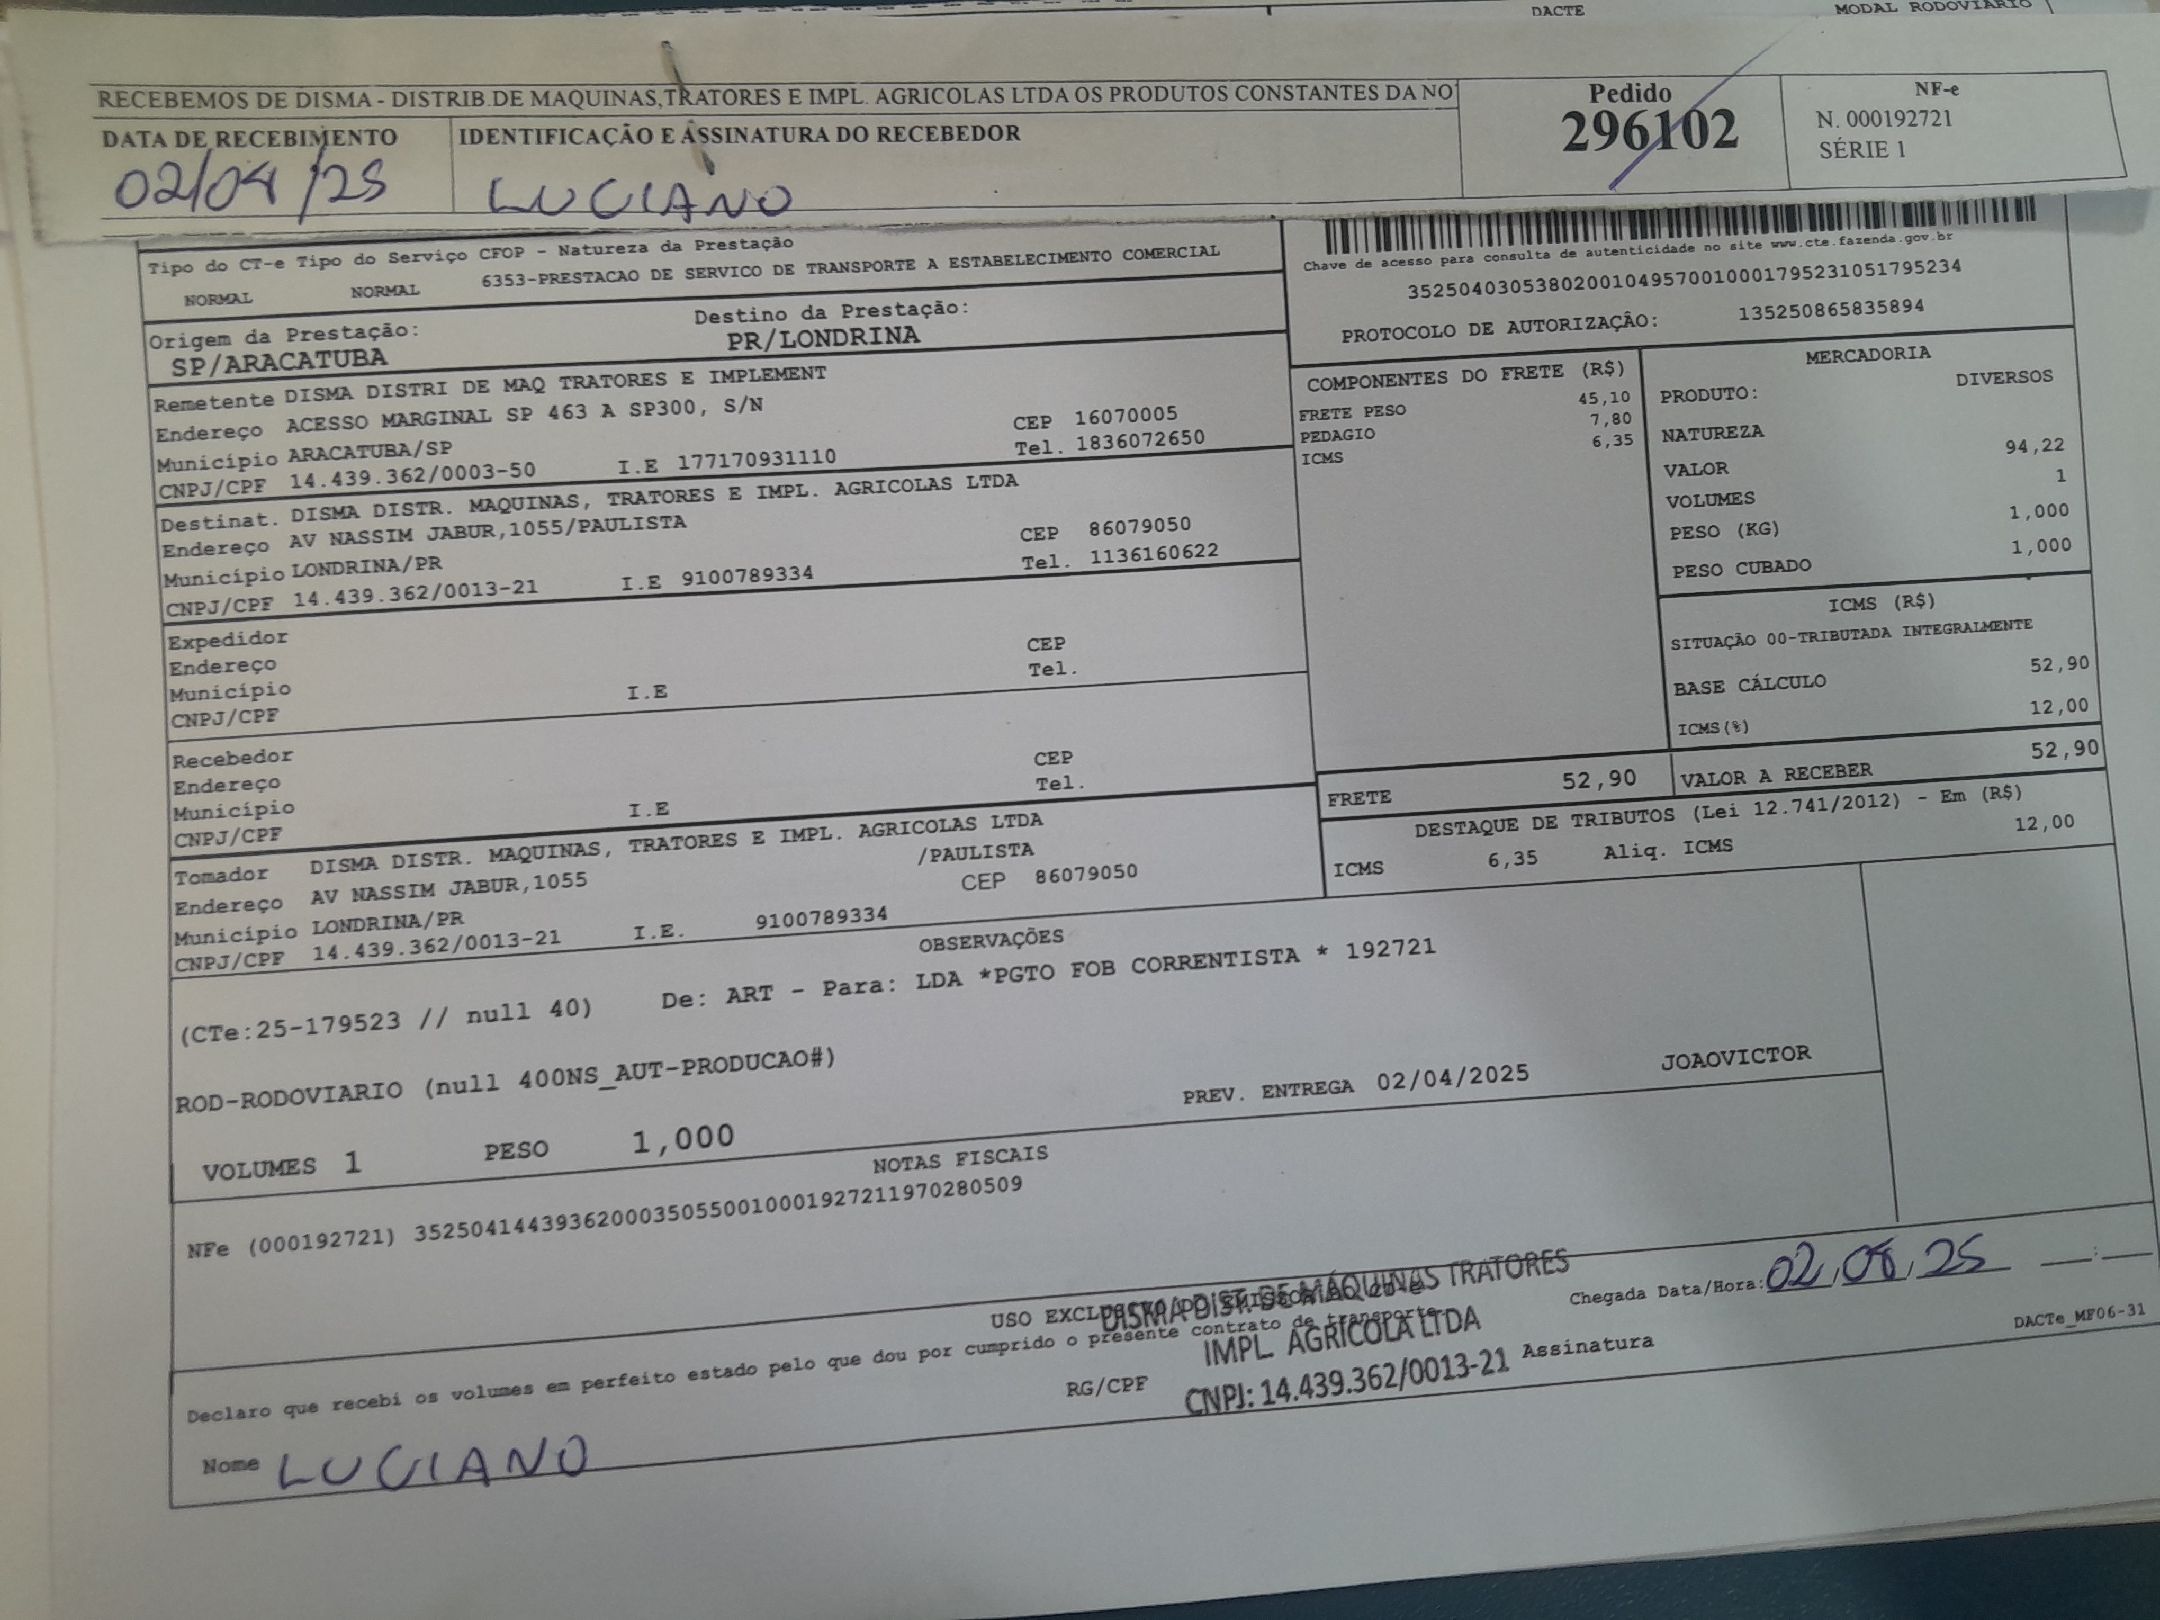 DACTE
MODAL RODOVIARIO
RECEBEMOS DE DISMA - DISTRIB.DE MAQUINAS,TRATORES E IMPL. AGRICOLAS LTDA OS PRODUTOS CONSTANTES DA NO
DATA DE RECEBIMENTO
02/04/25
IDENTIFICAÇÃO E ASSINATURA DO RECEBEDOR
LUCIANO
Pedido
296102
NF-e
N. 000192721
SÉRIE 1
Tipo do CT-e Tipo do Serviço CFOP - Natureza da Prestação
NORMAL NORMAL 6353-PRESTACAO DE SERVICO DE TRANSPORTE A ESTABELECIMENTO COMERCIAL
Chave de acesso para consulta de autenticidade no site www.cte.fazenda.gov.br
35250403053802001049570010001795231051795234
PROTOCOLO DE AUTORIZAÇÃO: 135250865835894
Origem da Prestação: Destino da Prestação:
SP/ARACATUBA PR/LONDRINA
Remetente DISMA DISTRI DE MAQ TRATORES E IMPLEMENT
Endereço ACESSO MARGINAL SP 463 A SP300, S/N CEP 16070005
Município ARACATUBA/SP Tel. 1836072650
CNPJ/CPF 14.439.362/0003-50 I.E 177170931110
Destinat. DISMA DISTR. MAQUINAS, TRATORES E IMPL. AGRICOLAS LTDA
Endereço AV NASSIM JABUR,1055/PAULISTA CEP 86079050
Município LONDRINA/PR Tel. 1136160622
CNPJ/CPF 14.439.362/0013-21 I.E 9100789334
Expedidor
Endereço CEP
Município I.E Tel.
CNPJ/CPF
Recebedor
Endereço CEP
Município I.E Tel.
CNPJ/CPF
Tomador DISMA DISTR. MAQUINAS, TRATORES E IMPL. AGRICOLAS LTDA
Endereço AV NASSIM JABUR,1055 /PAULISTA
Município LONDRINA/PR CEP 86079050
CNPJ/CPF 14.439.362/0013-21 I.E. 9100789334
COMPONENTES DO FRETE (R$)
FRETE PESO 45,10
PEDAGIO 7,80
ICMS 6,35
MERCADORIA
PRODUTO: DIVERSOS
NATUREZA
VALOR 94,22
VOLUMES 1
PESO (KG) 1,000
PESO CUBADO 1,000
ICMS (R$)
SITUAÇÃO 00-TRIBUTADA INTEGRALMENTE
BASE CÁLCULO 52,90
ICMS(%) 12,00
FRETE 52,90 VALOR A RECEBER 52,90
DESTAQUE DE TRIBUTOS (Lei 12.741/2012) - Em (R$)
ICMS 6,35 Aliq. ICMS 12,00
OBSERVAÇÕES
(CTe:25-179523 // null 40) De: ART - Para: LDA *PGTO FOB CORRENTISTA * 192721
ROD-RODOVIARIO (null 400NS_AUT-PRODUCAO#)
PREV. ENTREGA 02/04/2025 JOAOVICTOR
VOLUMES 1 PESO 1,000
NOTAS FISCAIS
NFe (000192721) 35250414439362000350550010001927211970280509
USO EXCLUSIVO DO EMISSOR DO CT-e
Declaro que recebi os volumes em perfeito estado pelo que dou por cumprido o presente contrato de transporte.
DISMA DIST. DE MÁQUINAS TRATORES
IMPL. AGRÍCOLA LTDA
CNPJ: 14.439.362/0013-21
Chegada Data/Hora: 02,04,25 __:__
Nome LUCIANO
RG/CPF
Assinatura
DACTe_MF06-31